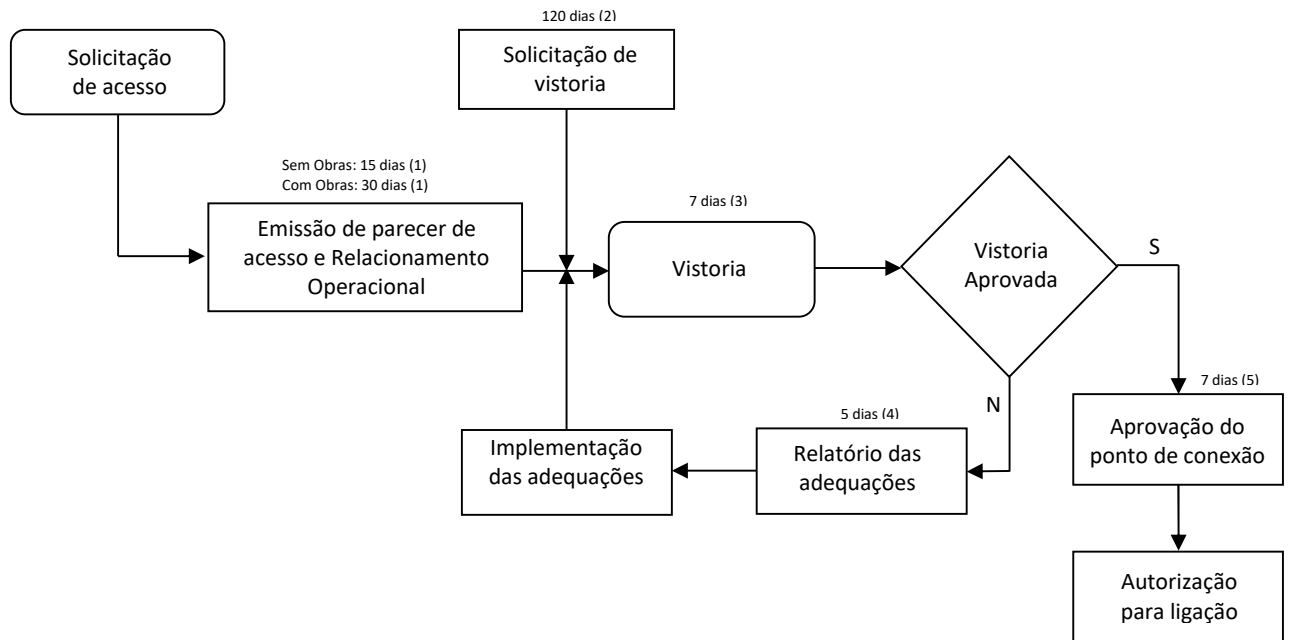 120 dias (2)
Solicitação
de acesso
Solicitação de
vistoria
Sem Obras: 15 dias (1)
Com Obras: 30 dias (1)
Emissão de parecer de
acesso e Relacionamento
Operacional
7 dias (3)
Vistoria
Vistoria
Aprovada
S
N
7 dias (5)
Aprovação do
ponto de conexão
5 dias (4)
Relatório das
adequações
Implementação
das adequações
Autorização
para ligação